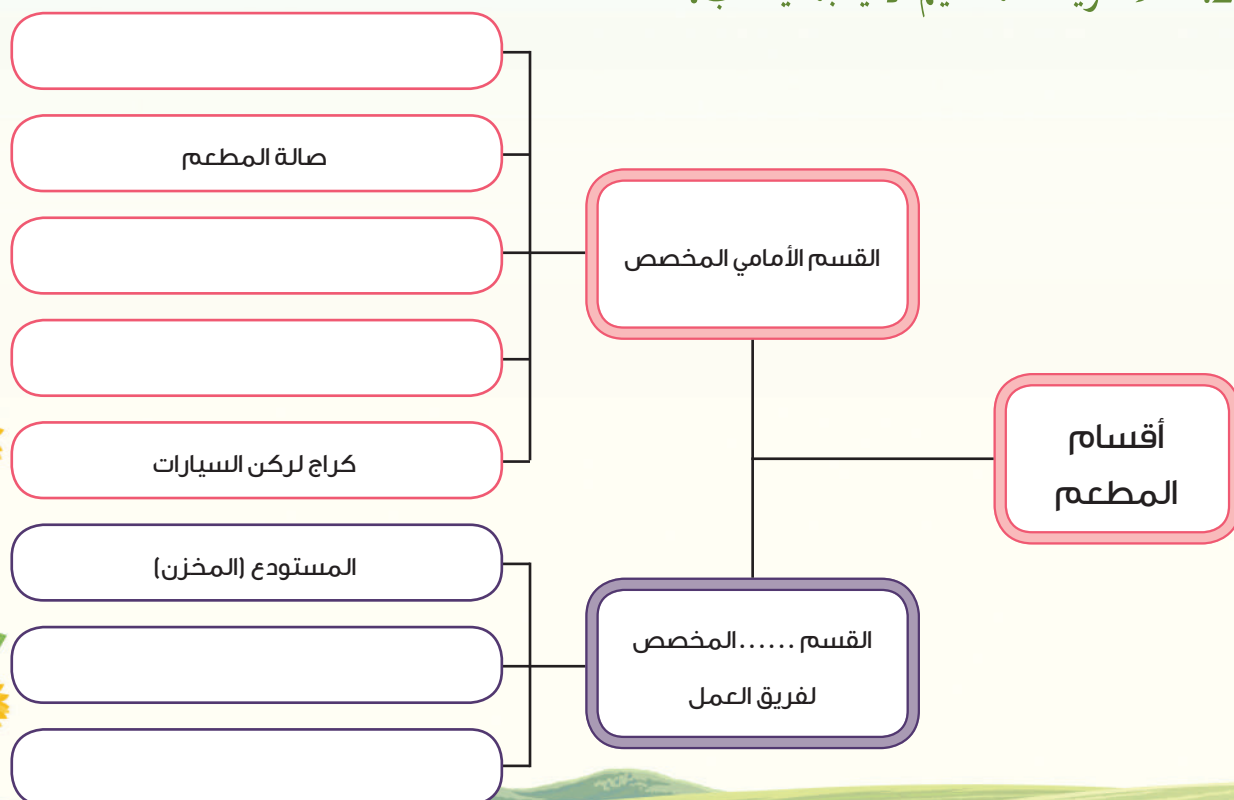 أقسام
المطعم
القسم الأمامي المخصص
صالة المطعم
كراج لركن السيارات
القسم ......المخصص
لفريق العمل
المستودع (المخزن)